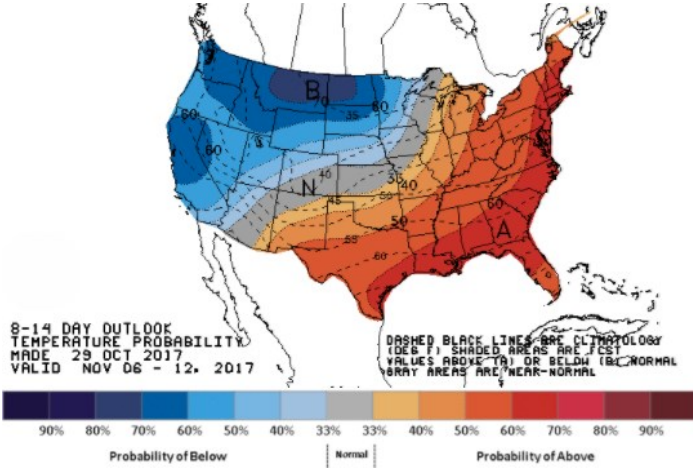 B
70
60
35
60
60
N
40
45
35
40
50
50
60
A
55
60
8-14 DAY OUTLOOK
TEMPERATURE PROBABILITY
MADE 29 OCT 2017
VALID NOV 06 - 12, 2017
DASHED BLACK LINES ARE CLIMATOLOGY
(DEG F) SHADED AREAS ARE FCST
VALUES ABOVE (A) OR BELOW (B) NORMAL
GRAY AREAS ARE NEAR-NORMAL
90% 80% 70% 60% 50% 40% 33% 33% 40% 50% 60% 70% 80% 90%
Probability of Below Normal Probability of Above